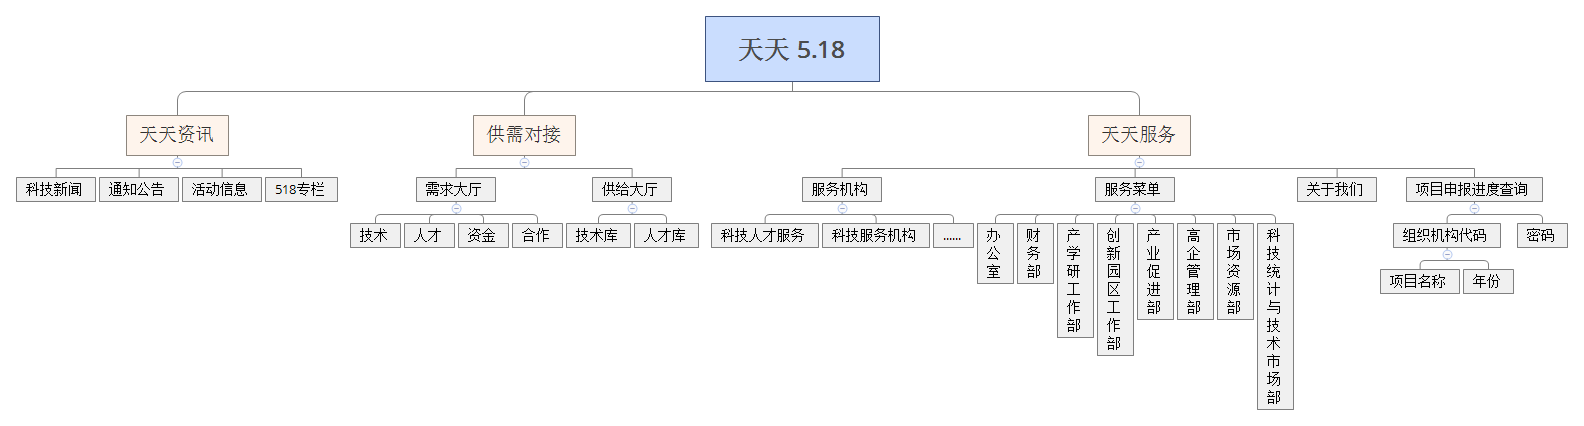 天天 5.18
天天资讯
供需对接
天天服务
科技新闻
通知公告
活动信息
518专栏
需求大厅
供给大厅
服务机构
服务菜单
关于我们
项目申报进度查询
技术
人才
资金
合作
技术库
人才库
科技人才服务
科技服务机构
......
办公室
财务部
产学研工作部
创新园区工作部
产业促进部
高企管理部
市场资源部
科技统计与技术市场部
组织机构代码
密码
项目名称
年份